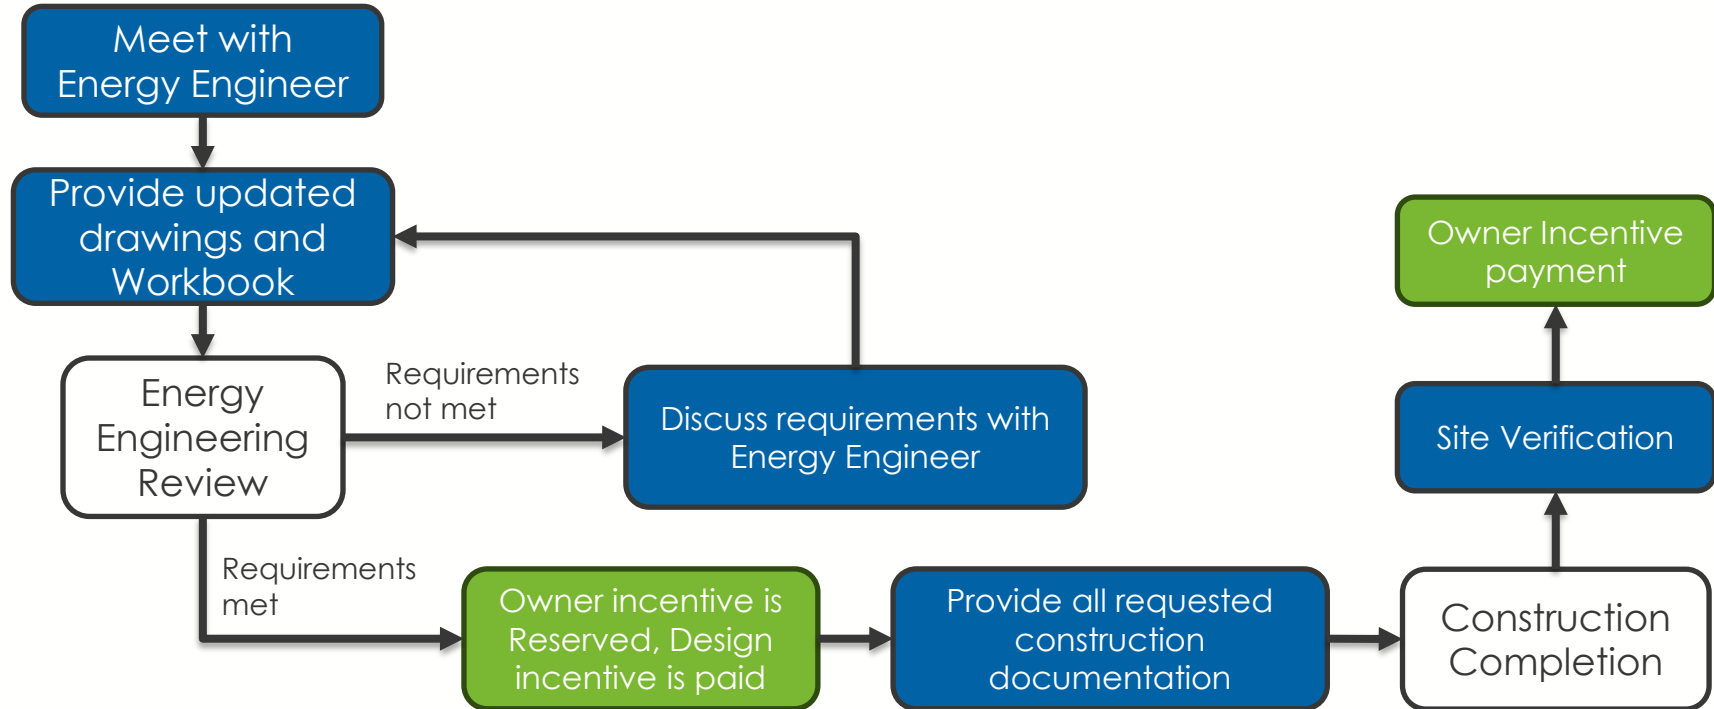 Meet with
Energy Engineer
Provide updated
drawings and
Workbook
Energy
Engineering
Review
Requirements
not met
Discuss requirements with
Energy Engineer
Requirements
met
Owner incentive is
Reserved, Design
incentive is paid
Provide all requested
construction
documentation
Construction
Completion
Site Verification
Owner Incentive
payment